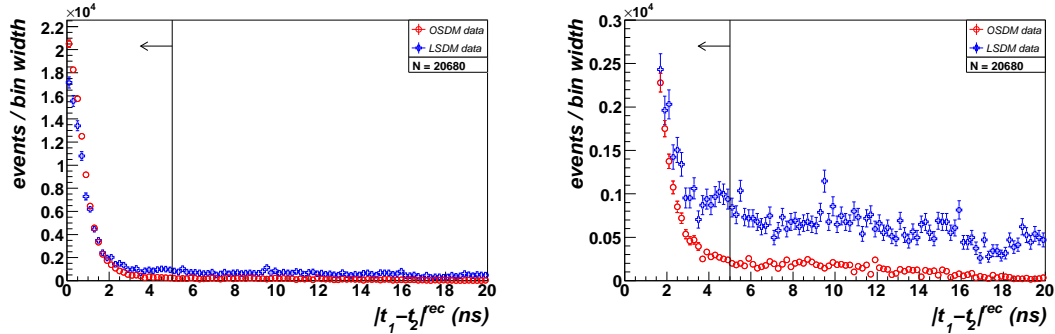 ×10⁴
events / bin width
2.2
2
1.8
1.6
1.4
1.2
1
0.8
0.6
0.4
0.2
0
0 2 4 6 8 10 12 14 16 18 20
|t₁−t₂|ʳᵉᶜ (ns)
OSDM data
LSDM data
N = 20680
×10⁴
events / bin width
0.3
0.25
0.2
0.15
0.1
0.05
0
0 2 4 6 8 10 12 14 16 18 20
|t₁−t₂|ʳᵉᶜ (ns)
OSDM data
LSDM data
N = 20680